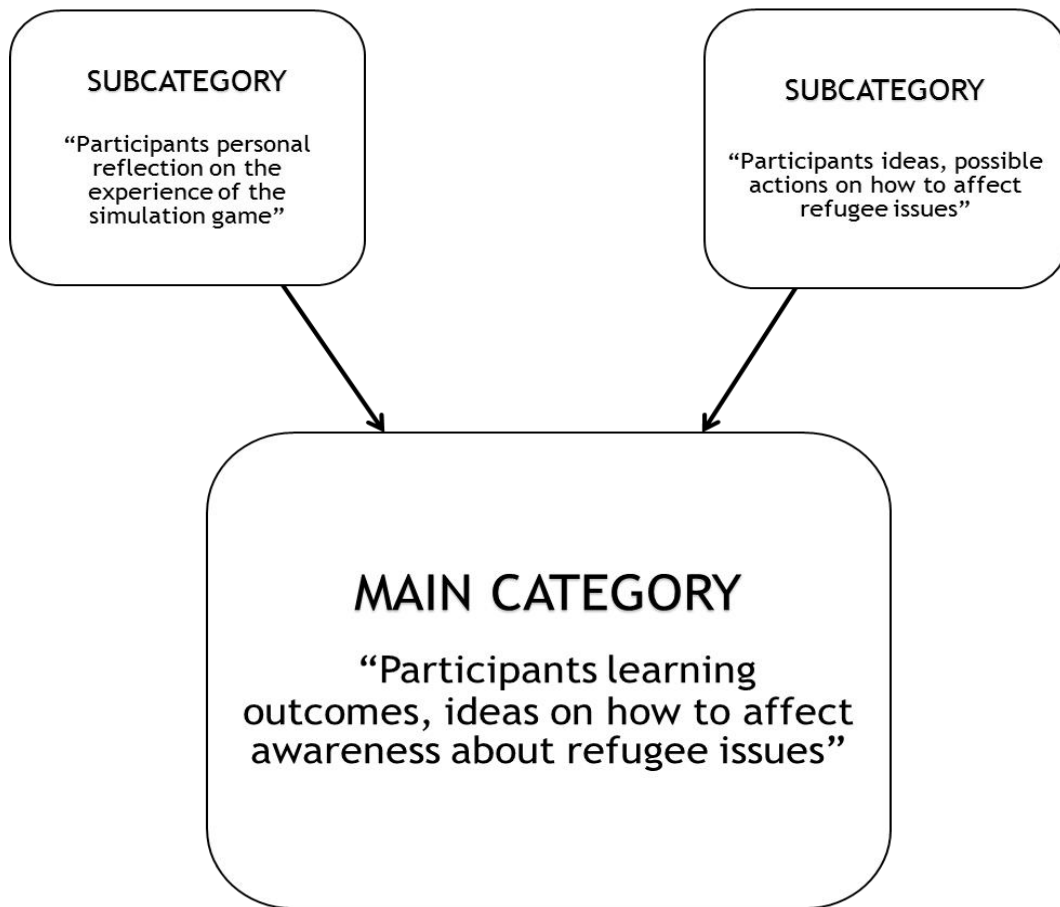 SUBCATEGORY
“Participants personal
reflection on the
experience of the
simulation game”
SUBCATEGORY
“Participants ideas, possible
actions on how to affect
refugee issues”
MAIN CATEGORY
“Participants learning
outcomes, ideas on how to affect
awareness about refugee issues”